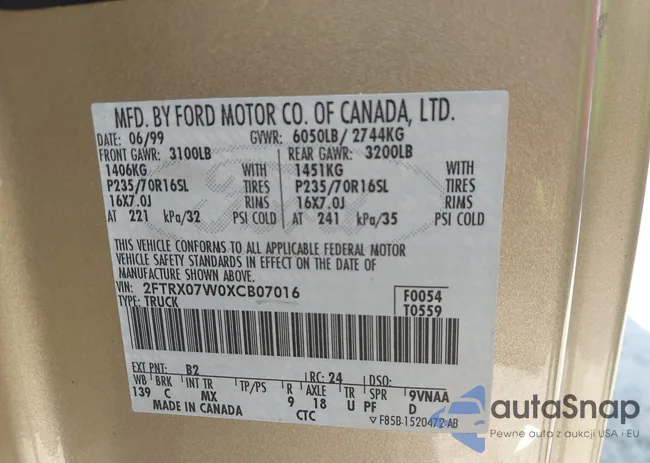 MFD. BY FORD MOTOR CO. OF CANADA, LTD.
DATE: 06/99 GVWR: 6050LB/ 2744KG
FRONT GAWR: 3100LB REAR GAWR: 3200LB
1406KG WITH 1451KG WITH
P235/70R16SL TIRES P235/70R16SL TIRES
16X7.0J RIMS 16X7.0J RIMS
AT 221 kPa/32 PSI COLD AT 241 kPa/35 PSI COLD
THIS VEHICLE CONFORMS TO ALL APPLICABLE FEDERAL MOTOR
VEHICLE SAFETY STANDARDS IN EFFECT ON THE DATE OF
MANUFACTURE SHOWN ABOVE.
VIN: 2FTRX07W0XCB07016 F0054
TYPE: TRUCK T0559
EXT PNT: B2 RC: 24 DSO:
WB BRK INT TR TP/PS R AXLE TR SPR 9VNAA
139 C MX 9 18 U PF D
MADE IN CANADA CTC F85B-1520472-AB
autoSnap
Pewne auta z aukcji USA i EU